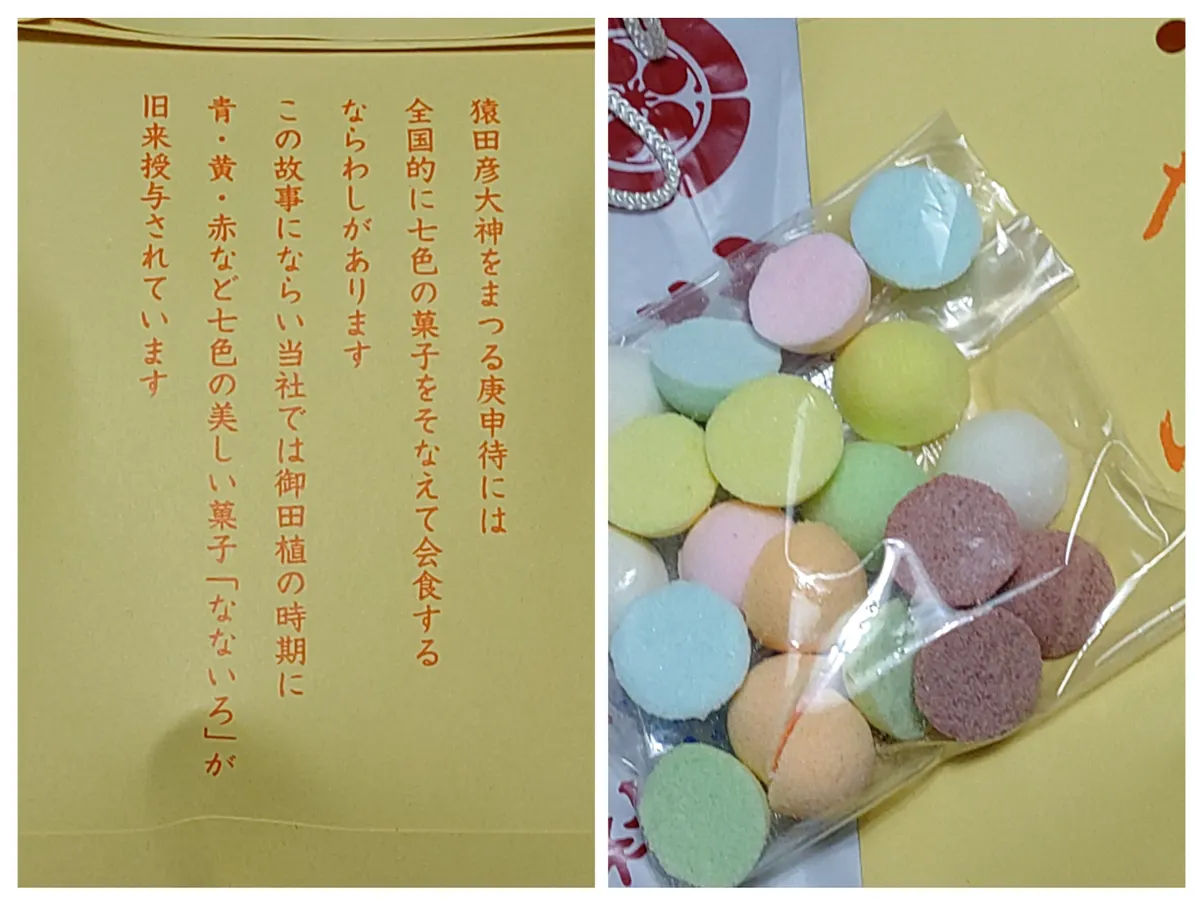 猿田彦大神をまつる庚申待には
全国的に七色の菓子をそなえて会食する
ならわしがあります
この故事にならい当社では御田植の時期に
青・黄・赤など七色の美しい菓子「なないろ」が
旧来授与されています